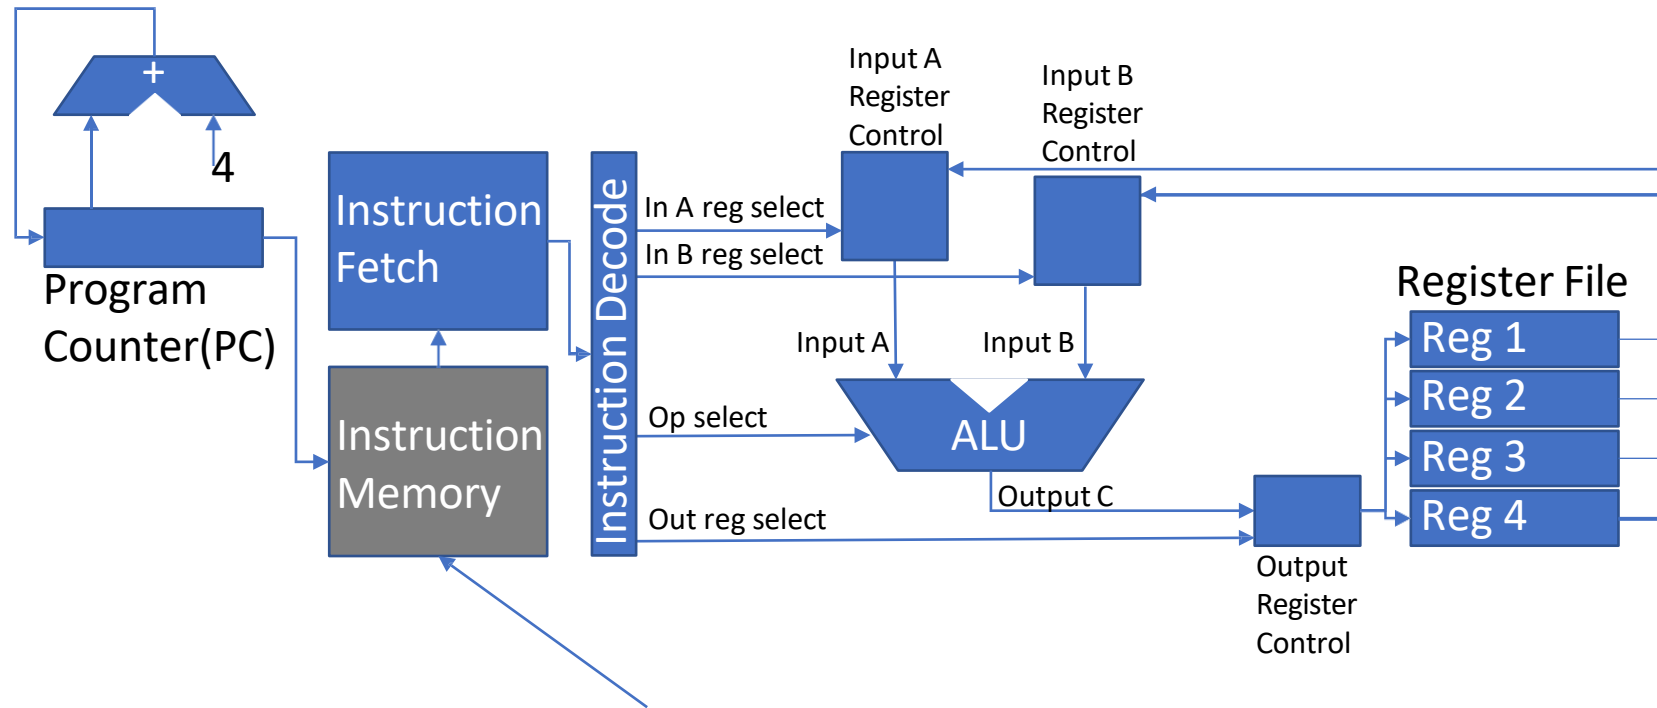 +
4
Program
Counter(PC)
Instruction
Fetch
Instruction
Memory
Instruction Decode
In A reg select
In B reg select
Op select
Out reg select
Input A
Register
Control
Input B
Register
Control
Input A
Input B
ALU
Output C
Output
Register
Control
Register File
Reg 1
Reg 2
Reg 3
Reg 4